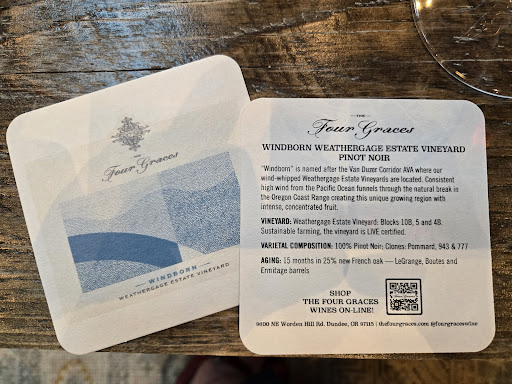 THE
Four Graces
WINDBORN
WEATHERGAGE ESTATE VINEYARD
THE
Four Graces
WINDBORN WEATHERGAGE ESTATE VINEYARD
PINOT NOIR
"Windborn" is named after the Van Duzer Corridor AVA where our
wind-whipped Weathergage Estate Vineyards are located. Consistent
high wind from the Pacific Ocean funnels through the natural break in
the Oregon Coast Range creating this unique growing region with
intense, concentrated fruit.
VINEYARD: Weathergage Estate Vineyard: Blocks 10B, 5 and 4B.
Sustainable farming, the vineyard is LIVE certified.
VARIETAL COMPOSITION: 100% Pinot Noir; Clones: Pommard, 943 & 777
AGING: 15 months in 25% new French oak — LeGrange, Boutes and
Ermitage barrels
SHOP
THE FOUR GRACES
WINES ON-LINE!
9600 NE Worden Hill Rd, Dundee, OR 97115 | thefourgraces.com @fourgraceswine